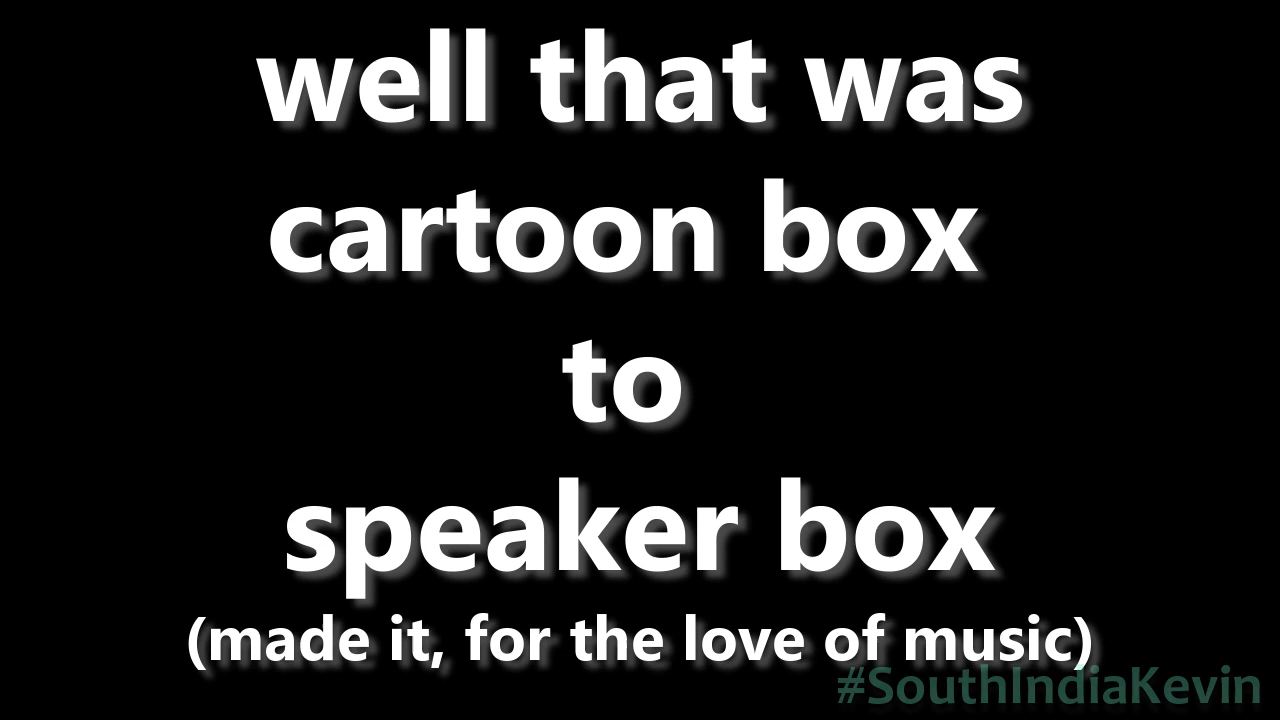 well that was
cartoon box
to
speaker box
(made it, for the love of music)
#SouthIndiaKevin